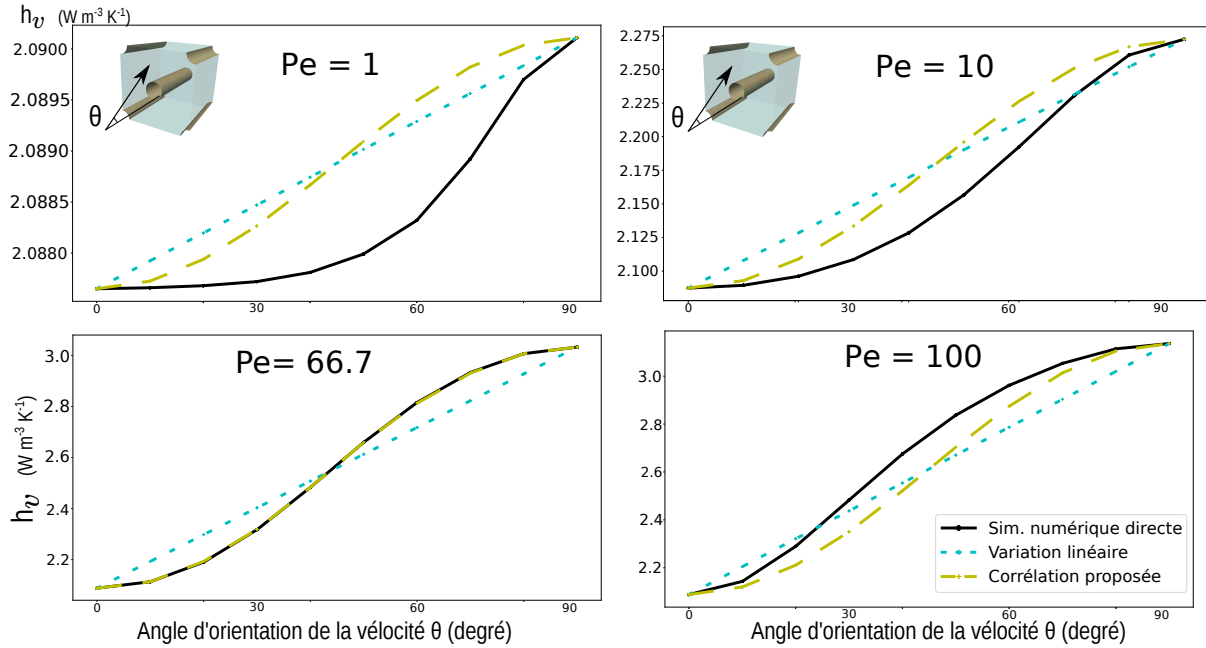 h𝑣 (W m⁻³ K⁻¹)
2.0900
2.0895
2.0890
2.0885
2.0880
Pe = 1
θ
0 30 60 90
2.275
2.250
2.225
2.200
2.175
2.150
2.125
2.100
Pe = 10
θ
0 30 60 90
h𝑣 (W m⁻³ K⁻¹)
3.0
2.8
2.6
2.4
2.2
Pe= 66.7
0 30 60 90
Angle d'orientation de la vélocité θ (degré)
3.0
2.8
2.6
2.4
2.2
Pe = 100
Sim. numérique directe
Variation linéaire
Corrélation proposée
0 30 60 90
Angle d'orientation de la vélocité θ (degré)